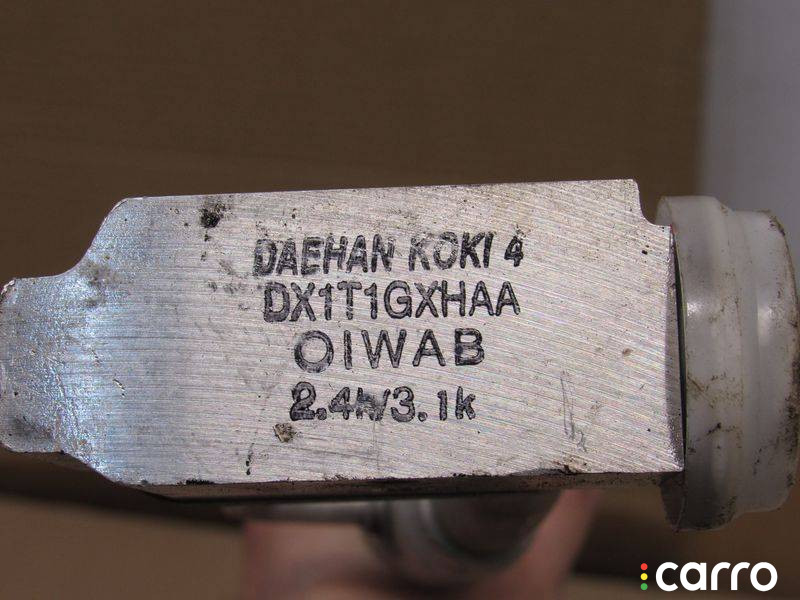 DAEHAN KOKI 4
DX1T1GXHAA
OIWAB
2.4k/3.1k
carro